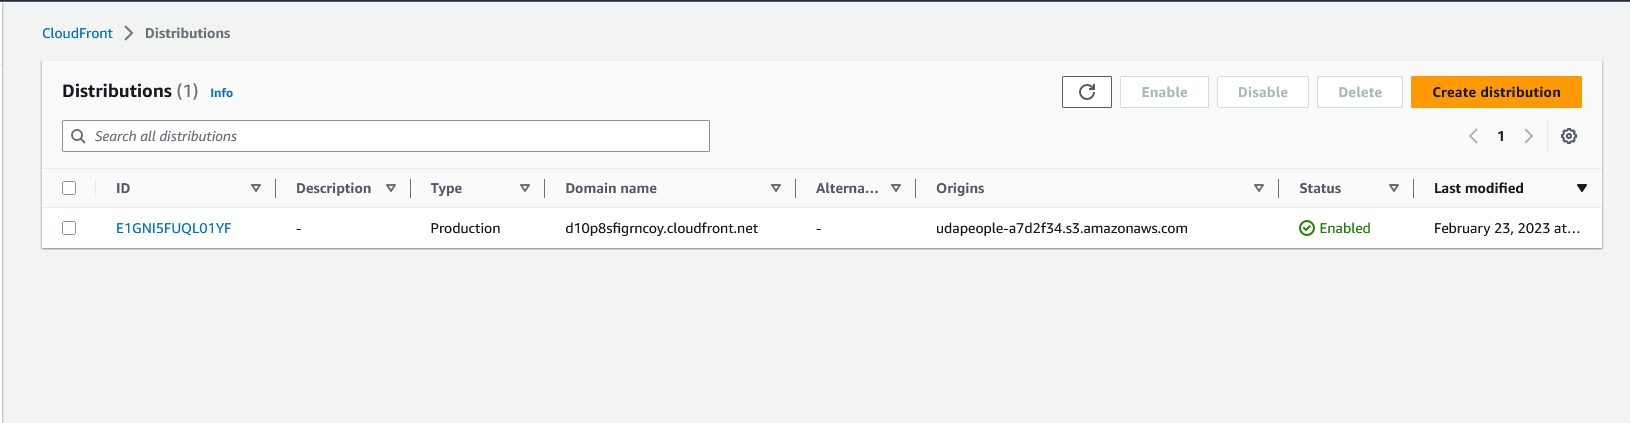 CloudFront Distributions
Distributions (1) Info
Enable Disable Delete Create distribution
Search all distributions
1
ID Description Type Domain name Alterna... Origins Status Last modified
E1GNI5FUQL01YF - Production d10p8sfigrncoy.cloudfront.net - udapeople-a7d2f34.s3.amazonaws.com Enabled February 23, 2023 at...